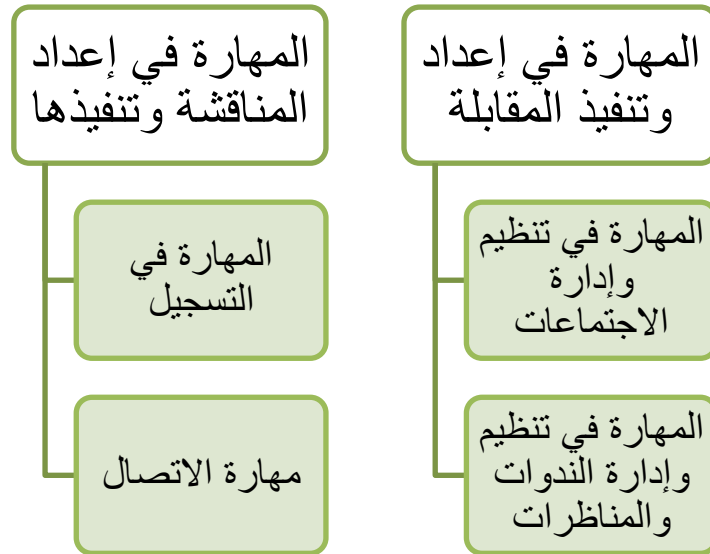 المهارة في إعداد
وتنفيذ المقابلة
المهارة في تنظيم
وإدارة
الاجتماعات
المهارة في تنظيم
وإدارة الندوات
والمناظرات
المهارة في إعداد
المناقشة وتنفيذها
المهارة في
التسجيل
مهارة الاتصال